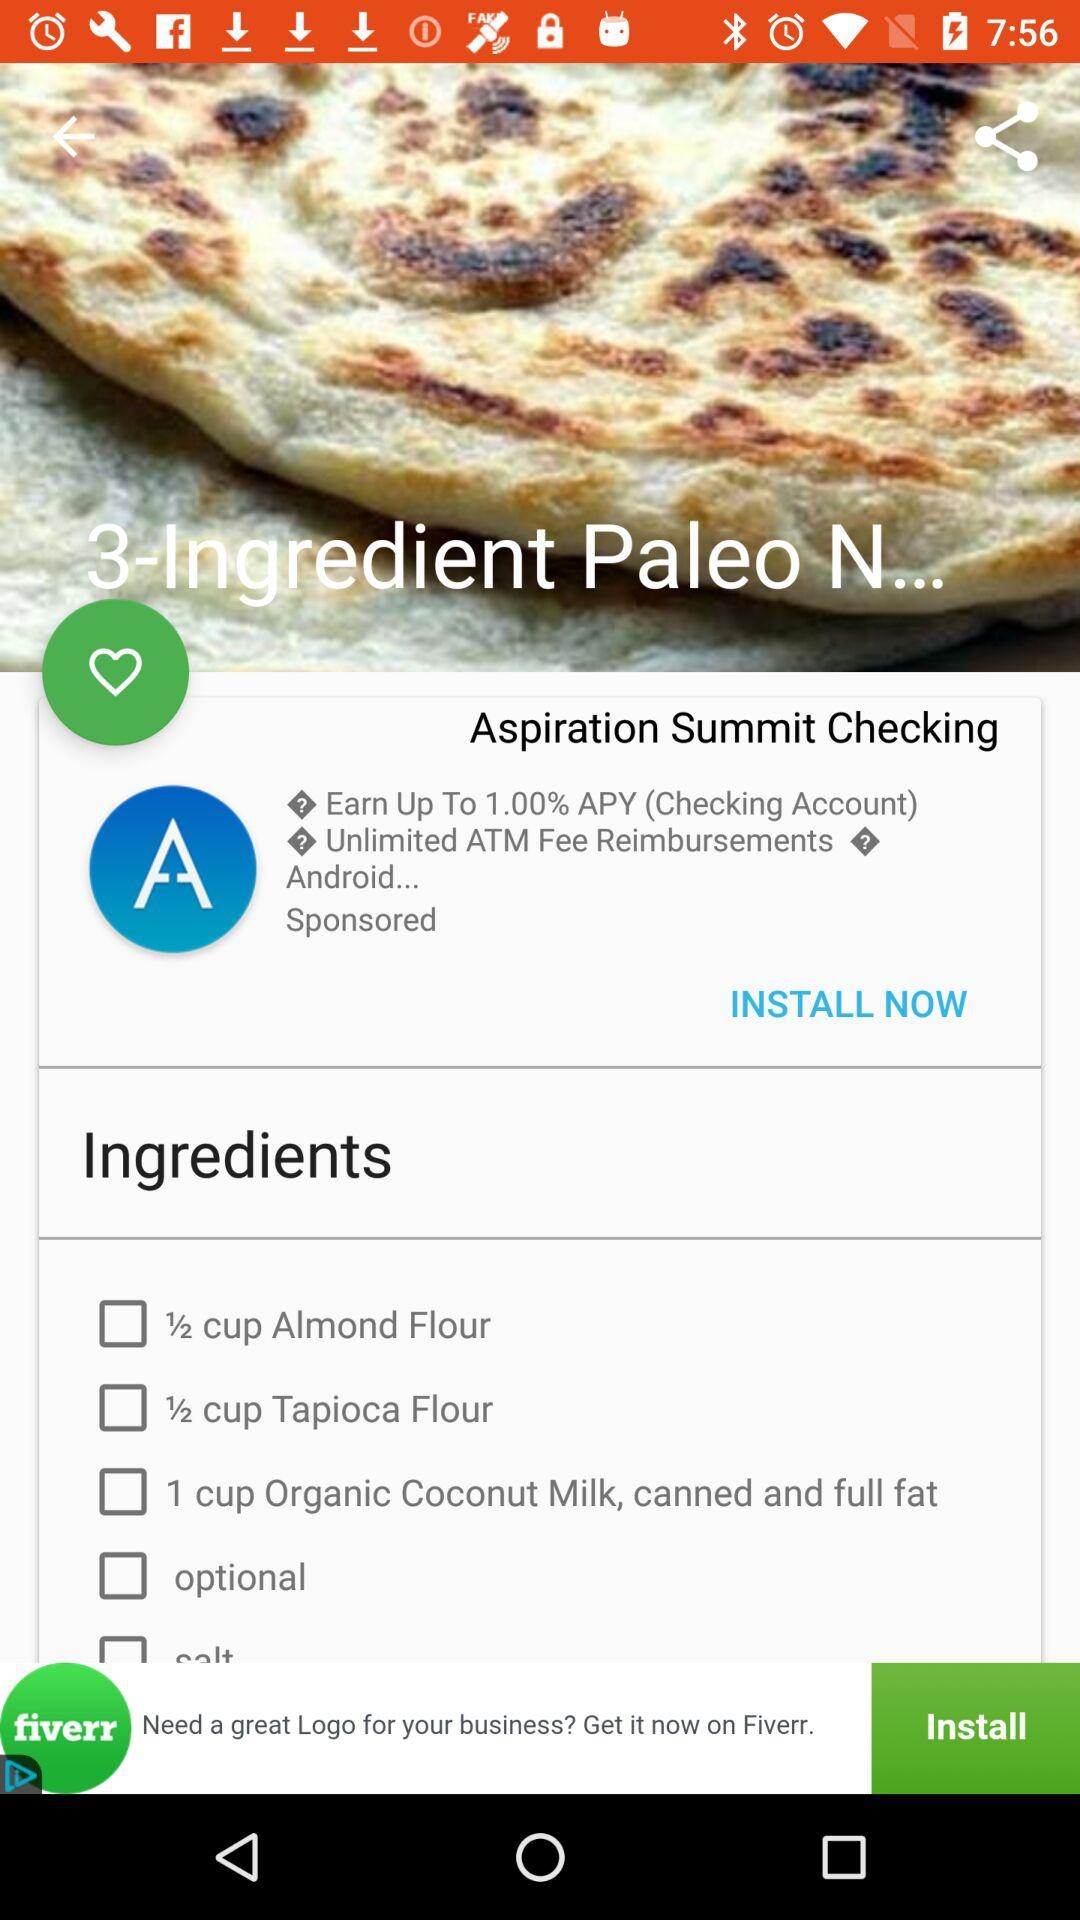 FAKE
7:56
3-Ingredient Paleo N...
Aspiration Summit Checking
� Earn Up To 1.00% APY (Checking Account)
� Unlimited ATM Fee Reimbursements �
Android...
Sponsored
INSTALL NOW
Ingredients
½ cup Almond Flour
½ cup Tapioca Flour
1 cup Organic Coconut Milk, canned and full fat
optional
salt
fiverr
Need a great Logo for your business? Get it now on Fiverr.
Install